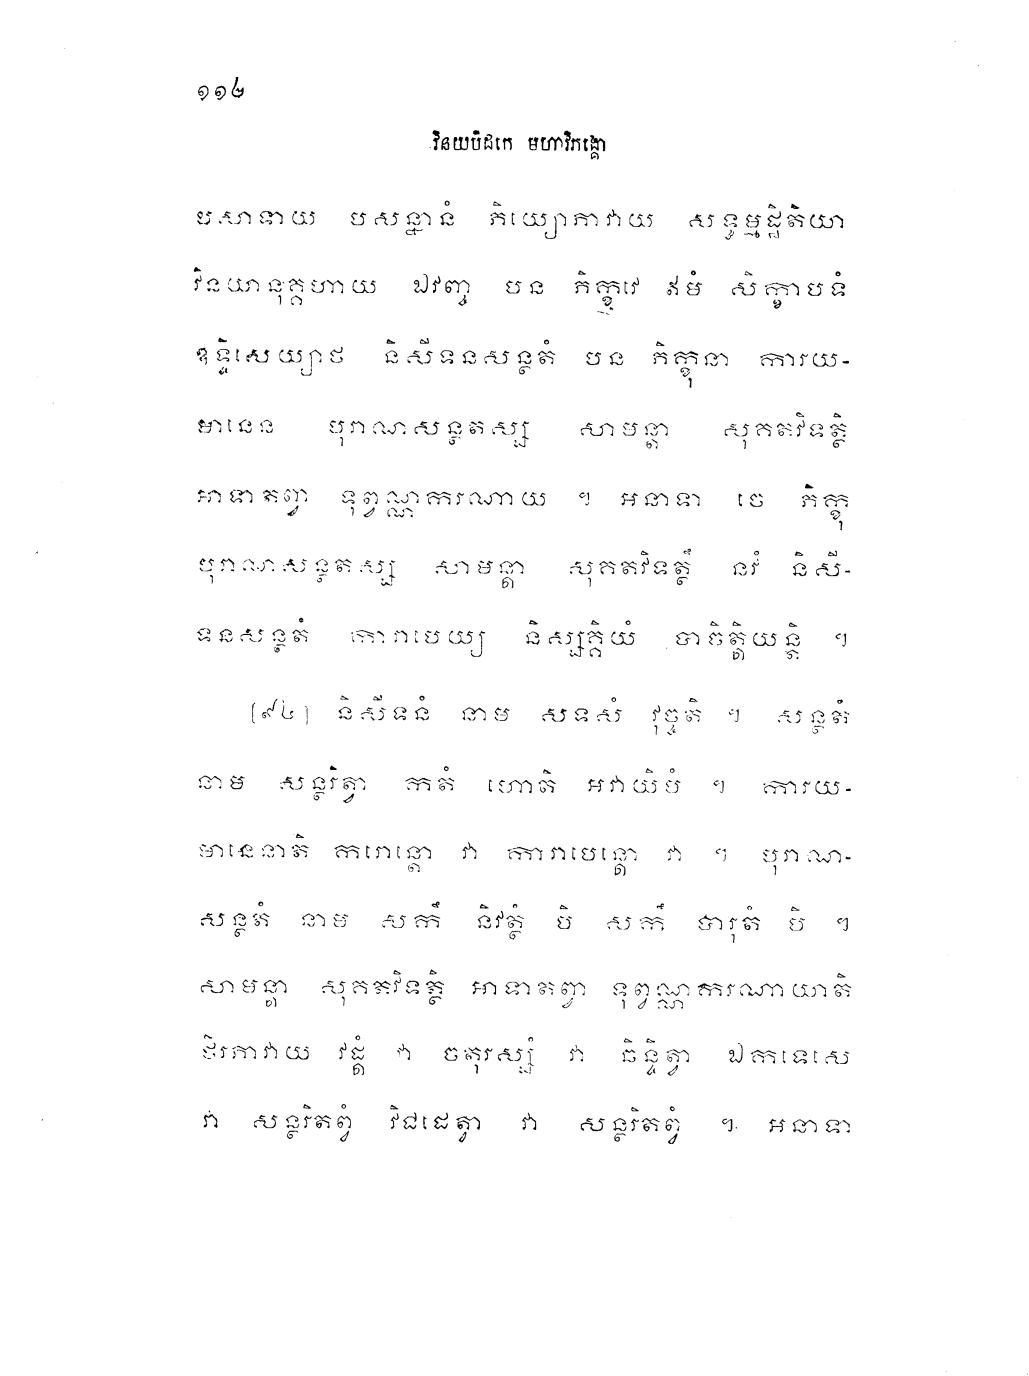 ១១៤
វិនយបិដកេ មហាវិភង្គោ
បសាទាយ បសន្នានំ ភិយ្យោភាវាយ សទ្ធម្មដ្ឋិតិយា
វិនយានុគ្គហាយ ឯវញ្ច បន ភិក្ខវេ ឥមំ សិក្ខាបទំ
ឧទ្ទិសេយ្យាថ និសីទនសន្ថតំ បន ភិក្ខុនា ការយ-
មានេន បុរាណសន្ថតស្ស សាមន្តា សុគតវិទត្ថិ
អាទាតព្វា ទុព្វណ្ណករណាយ ។ អនាទា ចេ ភិក្ខុ
បុរាណសន្ថតស្ស សាមន្តា សុគតវិទត្ថឹ នវំ និសី-
ទនសន្ថតំ ការាបេយ្យ និស្សគ្គិយំ បាចិត្តិយន្តិ ។
[៩៤] និសីទនំ នាម សទសំ វុច្ចតិ ។ សន្ថតំ
នាម សន្ថរិត្វា កតំ ហោតិ អវាយិមំ ។ ការយ-
មានេនាតិ ករោន្តោ វា ការាបេន្តោ វា ។ បុរាណ-
សន្ថតំ នាម សកឹ និវត្ថំ បិ សកឹ បារុតំ បិ ។
សាមន្តា សុគតវិទត្ថិ អាទាតព្វា ទុព្វណ្ណករណាយាតិ
ថិរភាវាយ វដ្តំ វា ចតុរស្សំ វា ឆិន្ទិត្វា ឯកទេសេ
វា សន្ថរិតព្វំ វិជដេត្វា វា សន្ថរិតព្វំ ។ អនាទា